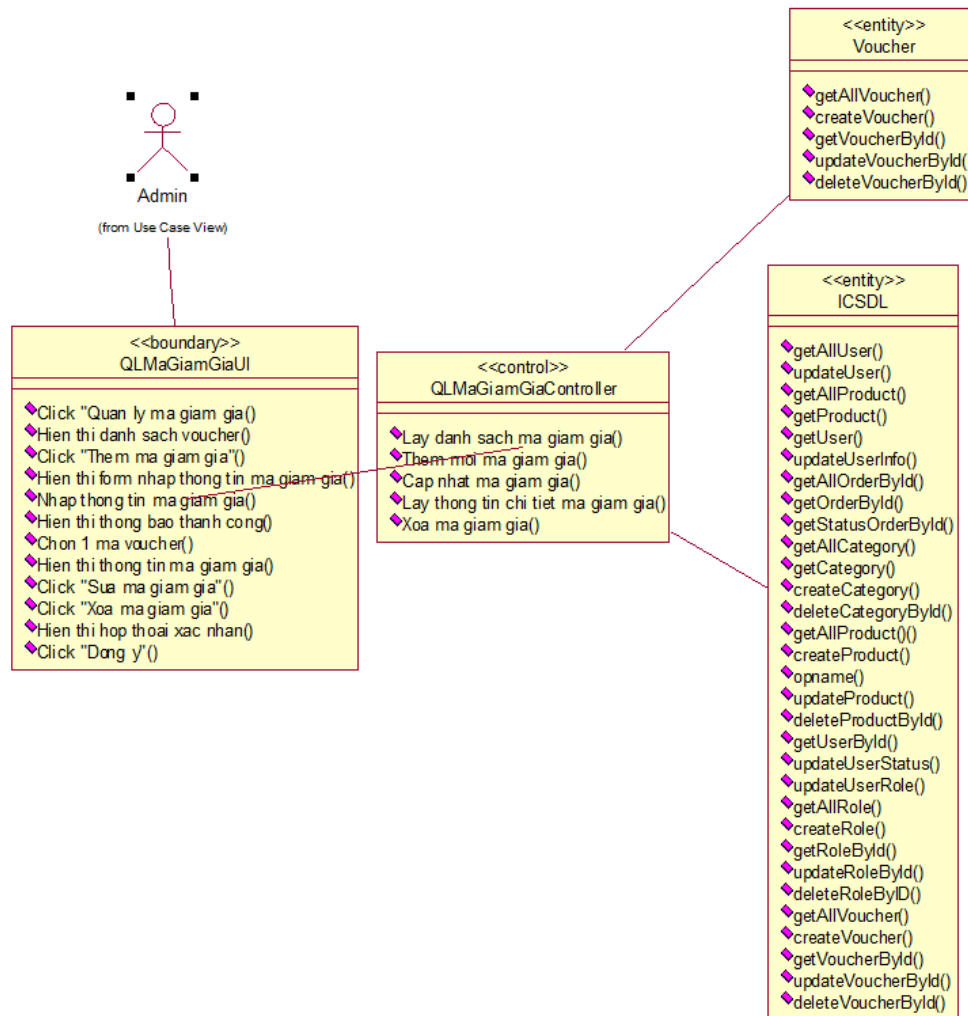 Admin
(from Use Case View)
<<boundary>>
QLMaGiamGiaUI
Click "Quan ly ma giam gia()
Hien thi danh sach voucher()
Click "Them ma giam gia"()
Hien thi form nhap thong tin ma giam gia()
Nhap thong tin ma giam gia()
Hien thi thong bao thanh cong()
Chon 1 ma voucher()
Hien thi thong tin ma giam gia()
Click "Sua ma giam gia"()
Click "Xoa ma giam gia"()
Hien thi hop thoai xac nhan()
Click "Dong y"()
<<control>>
QLMaGiamGiaController
Lay danh sach ma giam gia()
Them moi ma giam gia()
Cap nhat ma giam gia()
Lay thong tin chi tiet ma giam gia()
Xoa ma giam gia()
<<entity>>
Voucher
getAllVoucher()
createVoucher()
getVoucherById()
updateVoucherById()
deleteVoucherById()
<<entity>>
ICSDL
getAllUser()
updateUser()
getAllProduct()
getProduct()
getUser()
updateUserInfo()
getAllOrderById()
getOrderById()
getStatusOrderById()
getAllCategory()
getCategory()
createCategory()
deleteCategoryById()
getAllProduct()()
createProduct()
opname()
updateProduct()
deleteProductById()
getUserById()
updateUserStatus()
updateUserRole()
getAllRole()
createRole()
getRoleById()
updateRoleById()
deleteRoleByID()
getAllVoucher()
createVoucher()
getVoucherById()
updateVoucherById()
deleteVoucherById()